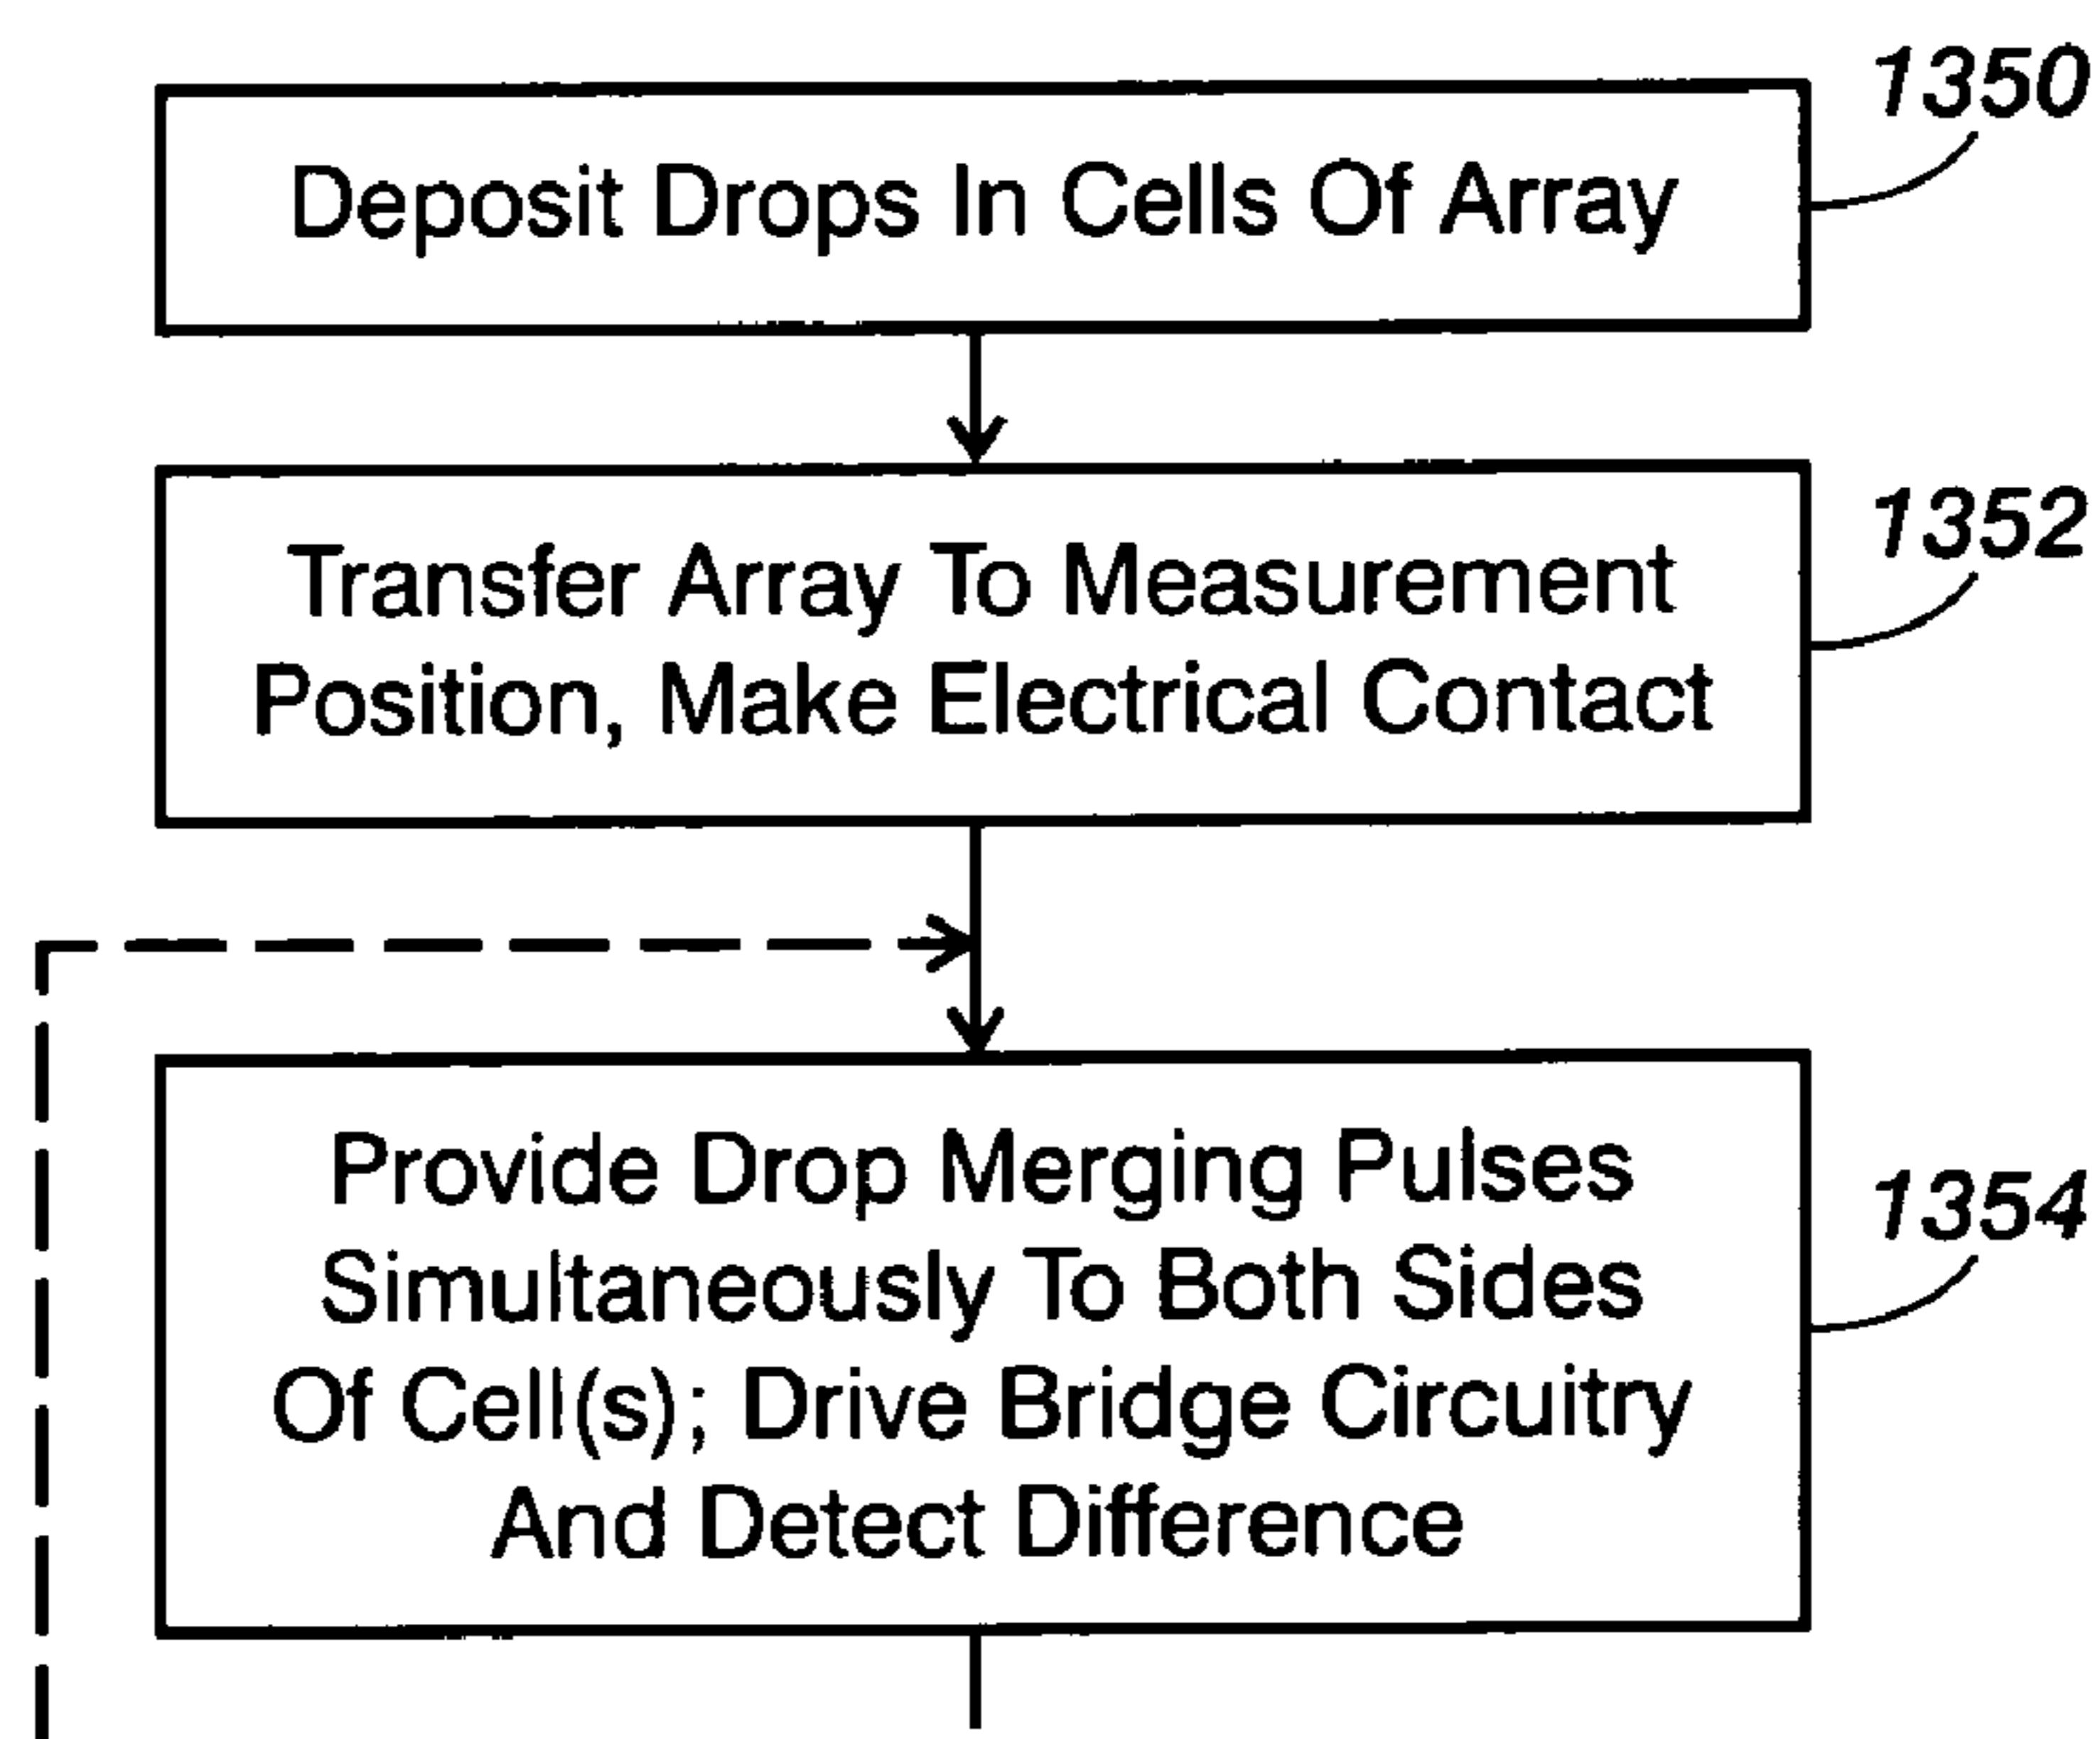 1350
Deposit Drops In Cells Of Array
1352
Transfer Array To Measurement
Position, Make Electrical Contact
1354
Provide Drop Merging Pulses
Simultaneously To Both Sides
Of Cell(s); Drive Bridge Circuitry
And Detect Difference